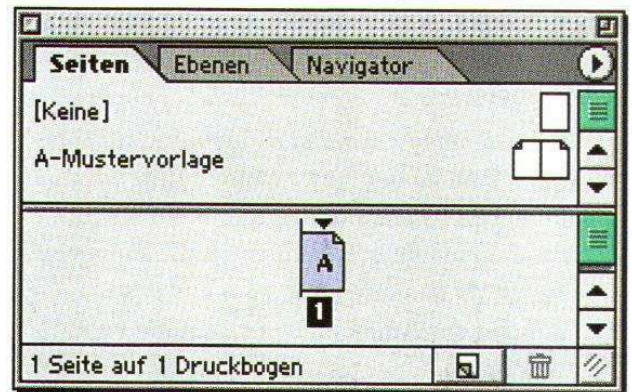 Seiten Ebenen Navigator
[Keine]
A-Mustervorlage
A
1
1 Seite auf 1 Druckbogen